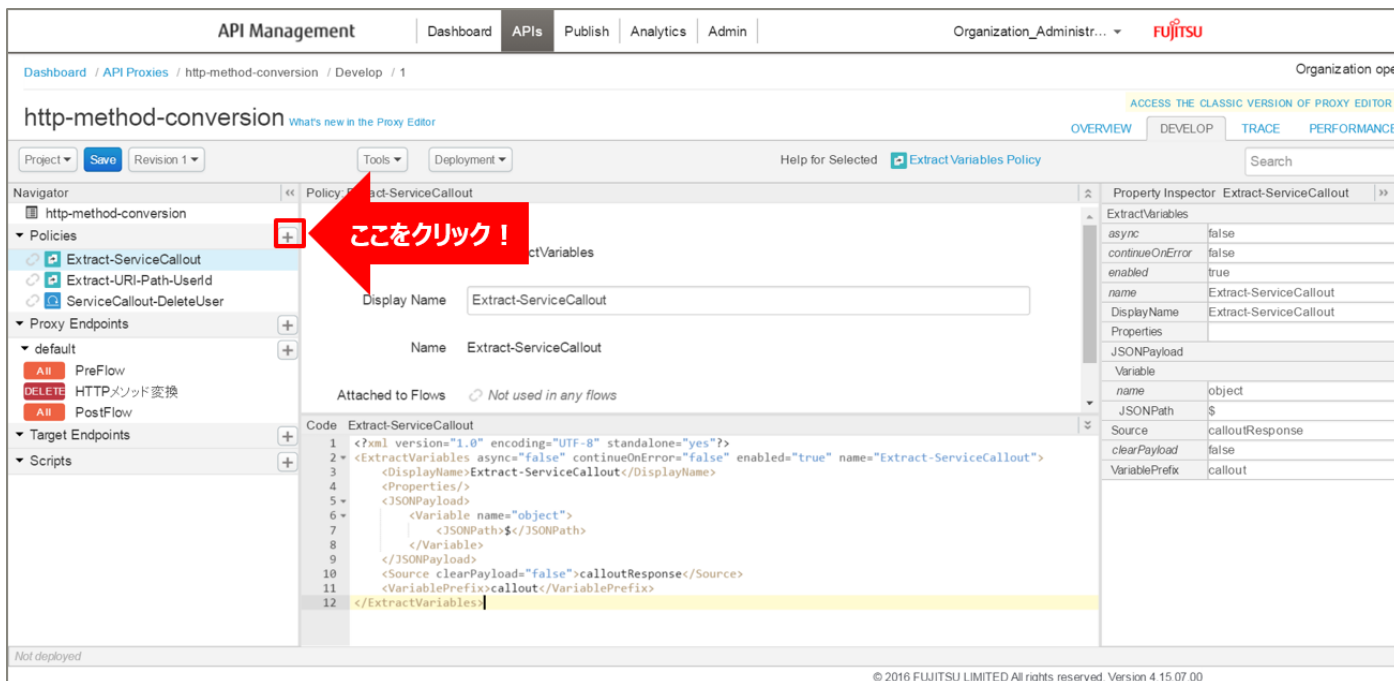 API Management Dashboard APIs Publish Analytics Admin Organization_Administr... FUJITSU
Dashboard / API Proxies / http-method-conversion / Develop / 1 Organization ope
ACCESS THE CLASSIC VERSION OF PROXY EDITOR
http-method-conversion What's new in the Proxy Editor
OVERVIEW DEVELOP TRACE PERFORMANCE
Project Save Revision 1 Tools Deployment Help for Selected Extract Variables Policy Search
Navigator
http-method-conversion
Policies
Extract-ServiceCallout
Extract-URI-Path-UserId
ServiceCallout-DeleteUser
Proxy Endpoints
default
All PreFlow
DELETE HTTPメソッド変換
All PostFlow
Target Endpoints
Scripts
Not deployed
ここをクリック！
Policy: Extract-ServiceCallout
ctVariables
Display Name Extract-ServiceCallout
Name Extract-ServiceCallout
Attached to Flows Not used in any flows
Code Extract-ServiceCallout
1 <?xml version="1.0" encoding="UTF-8" standalone="yes"?>
2 <ExtractVariables async="false" continueOnError="false" enabled="true" name="Extract-ServiceCallout">
3 <DisplayName>Extract-ServiceCallout</DisplayName>
4 <Properties/>
5 <JSONPayload>
6 <Variable name="object">
7 <JSONPath>$</JSONPath>
8 </Variable>
9 </JSONPayload>
10 <Source clearPayload="false">calloutResponse</Source>
11 <VariablePrefix>callout</VariablePrefix>
12 </ExtractVariables>
Property Inspector Extract-ServiceCallout
ExtractVariables
async false
continueOnError false
enabled true
name Extract-ServiceCallout
DisplayName Extract-ServiceCallout
Properties
JSONPayload
Variable
name object
JSONPath $
Source calloutResponse
clearPayload false
VariablePrefix callout
© 2016 FUJITSU LIMITED All rights reserved. Version 4.15.07.00